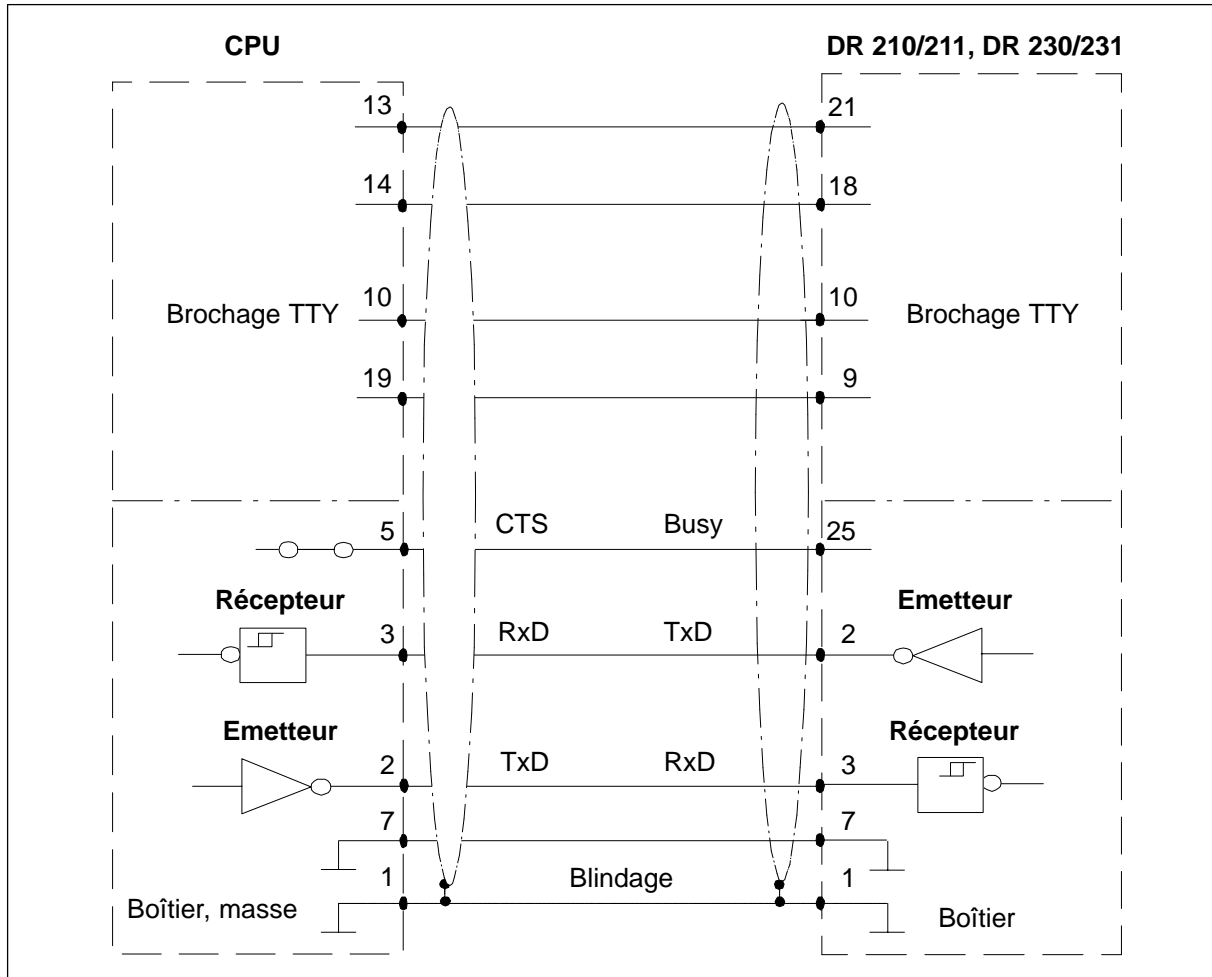 CPU DR 210/211, DR 230/231
13 21
14 18
10 10
Brochage TTY Brochage TTY
19 9
5 CTS Busy 25
Récepteur Emetteur
3 RxD TxD 2
Emetteur Récepteur
2 TxD RxD 3
7 7
1 Blindage 1
Boîtier, masse Boîtier